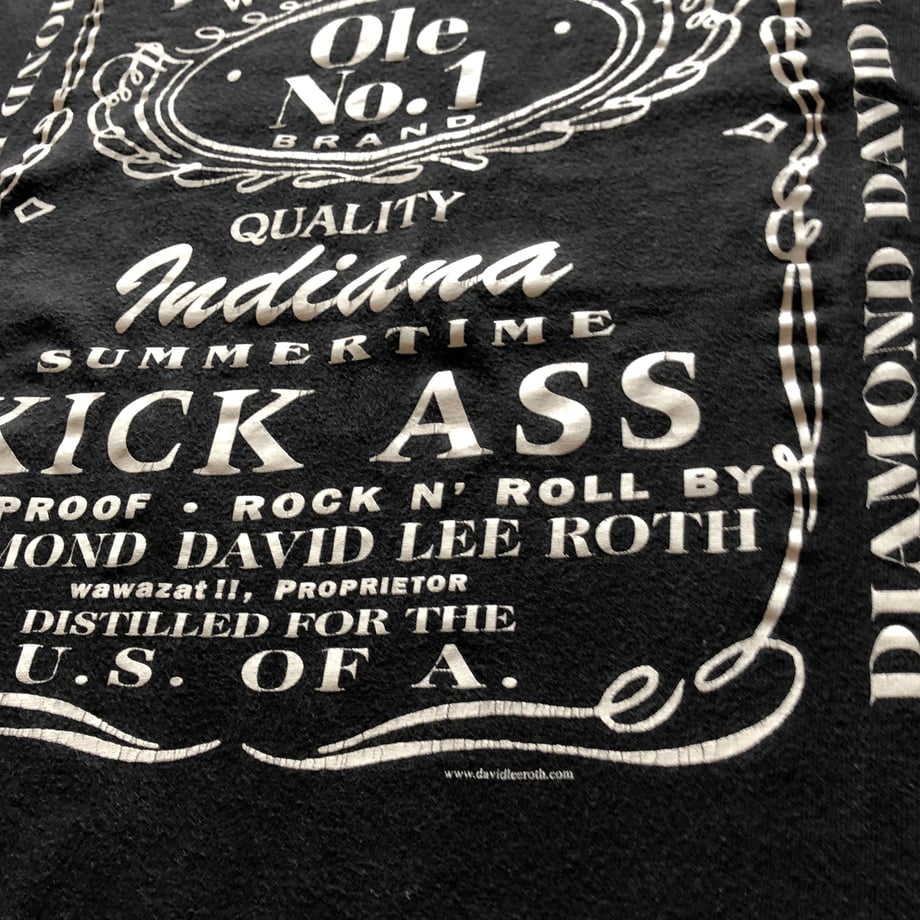 Ole
No. 1
BRAND
QUALITY
Indiana
SUMMERTIME
KICK ASS
PROOF • ROCK N' ROLL BY
MOND DAVID LEE ROTH
wawazat!!, PROPRIETOR
DISTILLED FOR THE
U.S. OF A.
www.davidleeroth.com
DIAMOND DAVID
OND D